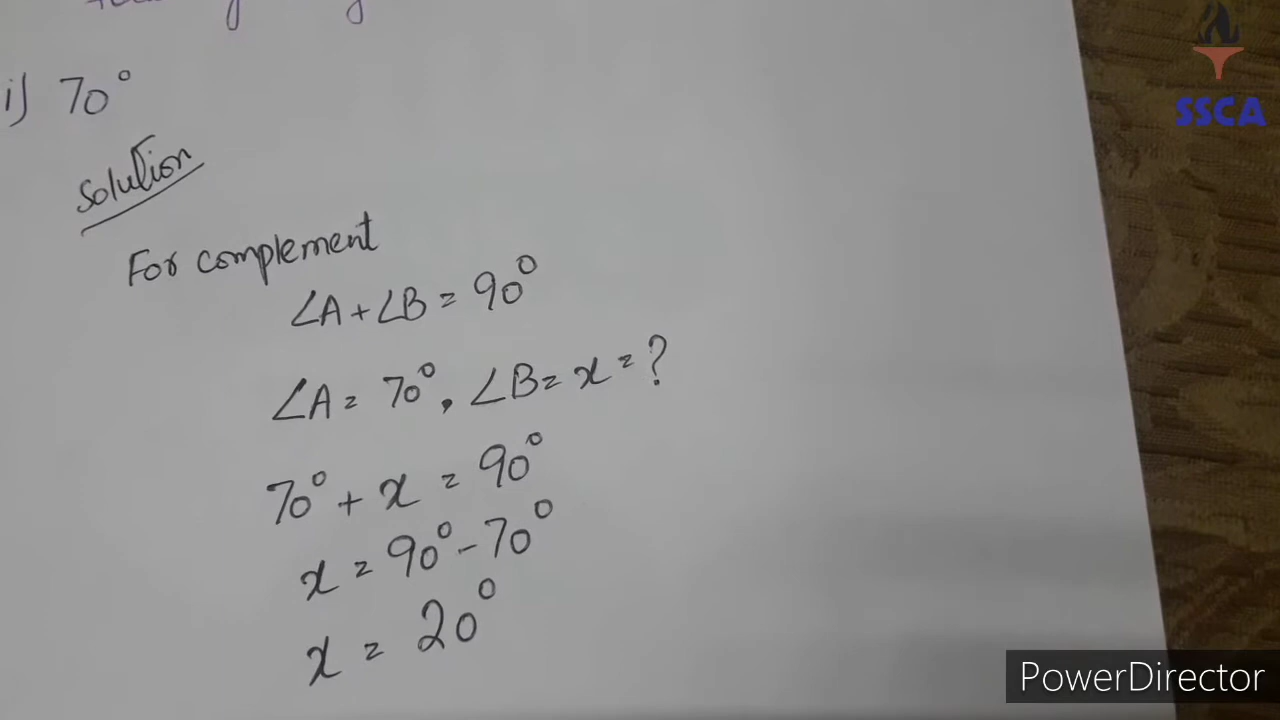 i) 70°
Solution
For complement
∠A + ∠B = 90°
∠A = 70°, ∠B = x = ?
70° + x = 90°
x = 90° - 70°
x = 20°
SSCA
PowerDirector